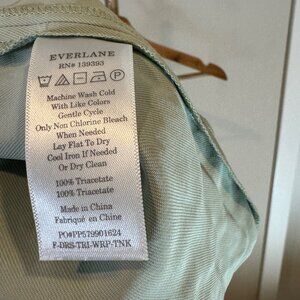 EVERLANE
RN# 139393
Machine Wash Cold
With Like Colors
Gentle Cycle
Only Non Chlorine Bleach
When Needed
Lay Flat To Dry
Cool Iron If Needed
Or Dry Clean
100% Triacetate
100% Triacetate
Made in China
Fabriqué en Chine
PO#PP579901624
F-DRS-TRI-WRP-TNK